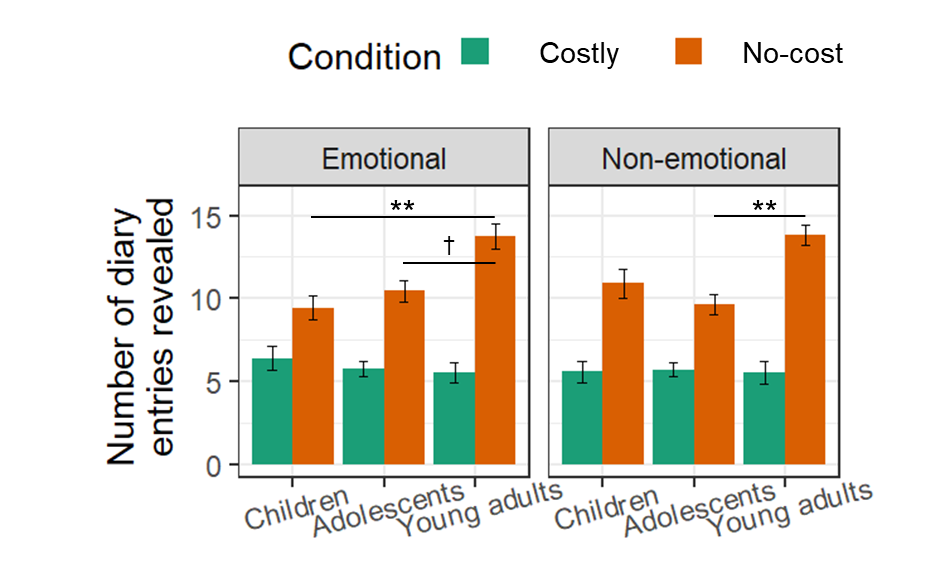 Condition Costly No-cost
Emotional Non-emotional
Number of diary
entries revealed
15
10
5
0
** † **
Children Adolescents Young adults Children Adolescents Young adults